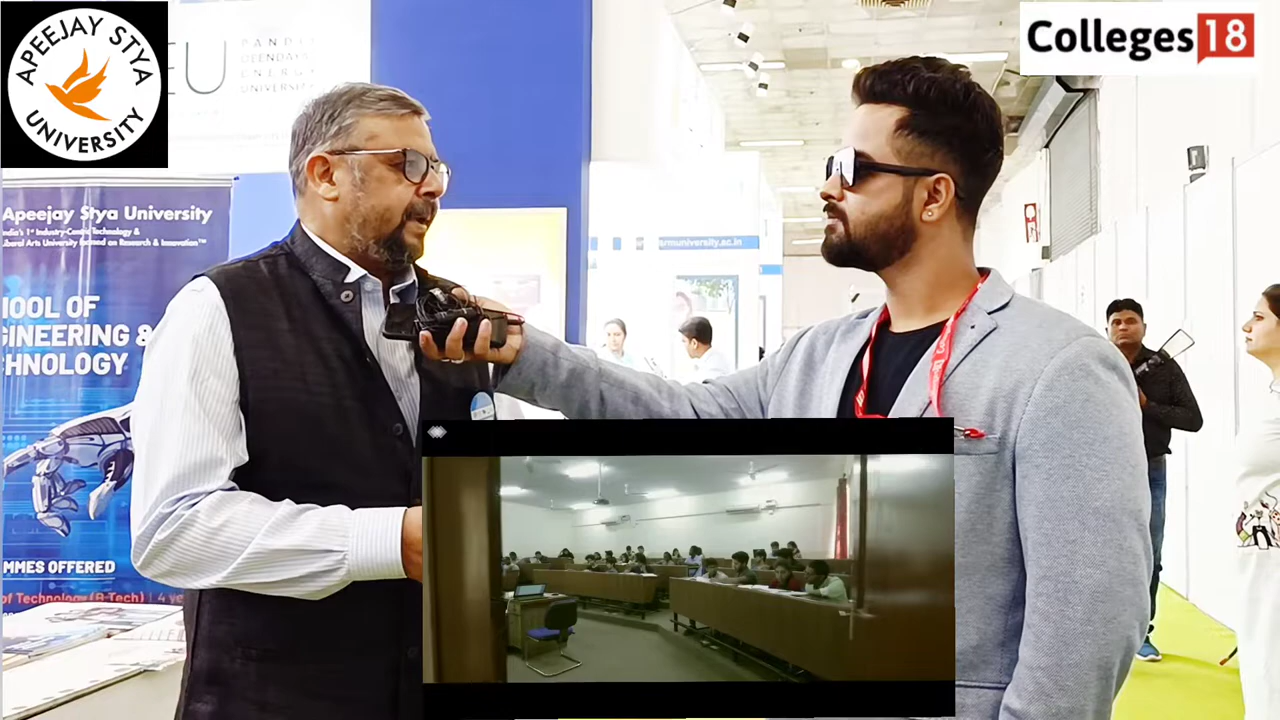 APEEJAY STYA
UNIVERSITY
Colleges18
EU
PANDIT
DEENDAYAL
ENERGY
UNIVERSITY
Apeejay Stya University
India's 1st Industry-Centric Technology &
Liberal Arts University focused on Research & Innovation™
HOOL OF
GINEERING &
CHNOLOGY
MMES OFFERED
of Technology (B.Tech) | 4 ye
armuniversity.ac.in